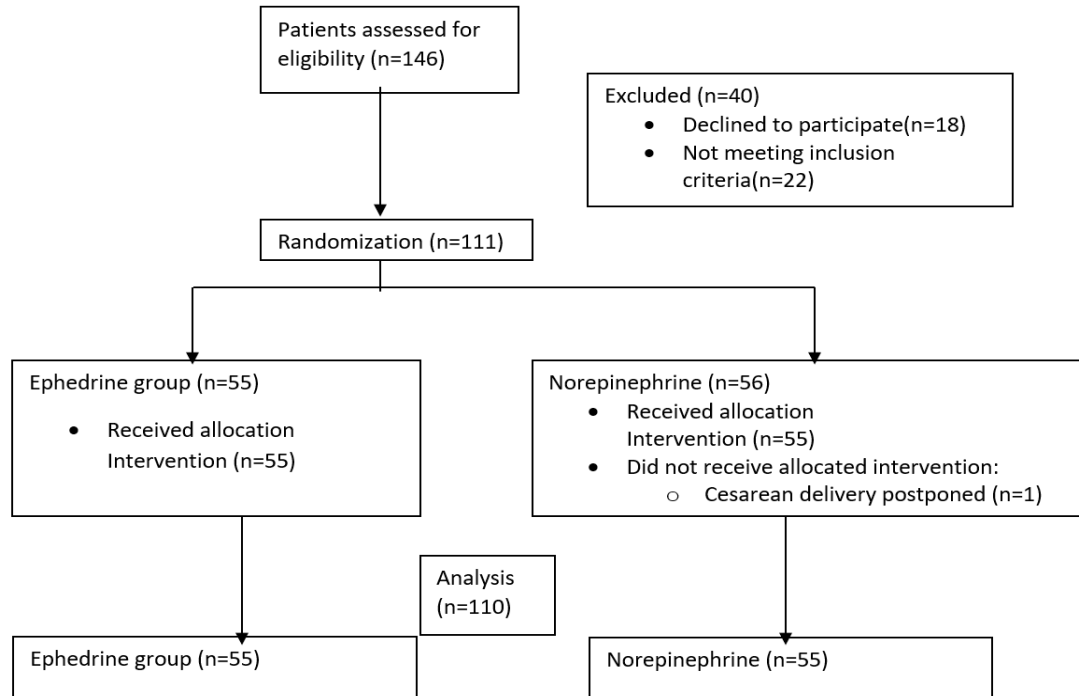 Patients assessed for
eligibility (n=146)
Excluded (n=40)
• Declined to participate(n=18)
• Not meeting inclusion
criteria(n=22)
Randomization (n=111)
Ephedrine group (n=55)
• Received allocation
Intervention (n=55)
Norepinephrine (n=56)
• Received allocation
Intervention (n=55)
• Did not receive allocated intervention:
o Cesarean delivery postponed (n=1)
Analysis
(n=110)
Ephedrine group (n=55)
Norepinephrine (n=55)